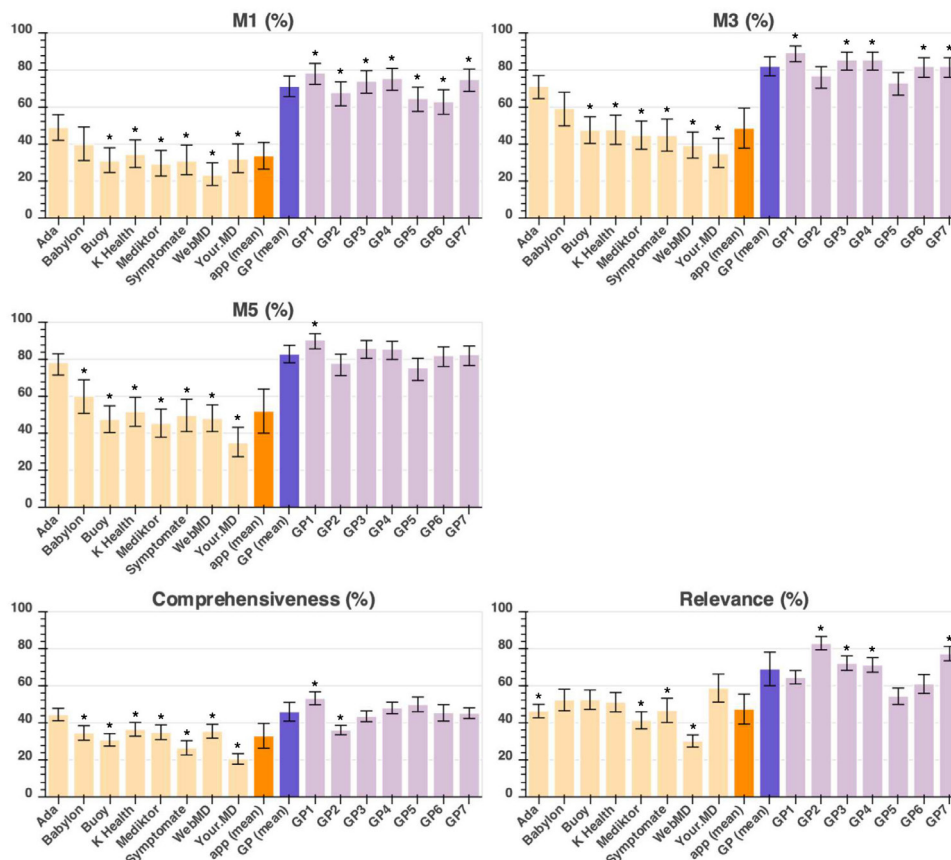 M1 (%)
100
80
60
40
20
0
* * * * * * * * * * * *
Ada Babylon Buoy K Health Mediktor Symptomate WebMD Your.MD app (mean) GP (mean) GP1 GP2 GP3 GP4 GP5 GP6 GP7
M3 (%)
100
80
60
40
20
0
* * * * * * * * * * *
Ada Babylon Buoy K Health Mediktor Symptomate WebMD Your.MD app (mean) GP (mean) GP1 GP2 GP3 GP4 GP5 GP6 GP7
M5 (%)
100
80
60
40
20
0
* * * * * * * *
Ada Babylon Buoy K Health Mediktor Symptomate WebMD Your.MD app (mean) GP (mean) GP1 GP2 GP3 GP4 GP5 GP6 GP7
Comprehensiveness (%)
100
80
60
40
20
0
* * * * * * * * *
Ada Babylon Buoy K Health Mediktor Symptomate WebMD Your.MD app (mean) GP (mean) GP1 GP2 GP3 GP4 GP5 GP6 GP7
Relevance (%)
100
80
60
40
20
0
* * * * * * * *
Ada Babylon Buoy K Health Mediktor Symptomate WebMD Your.MD app (mean) GP (mean) GP1 GP2 GP3 GP4 GP5 GP6 GP7